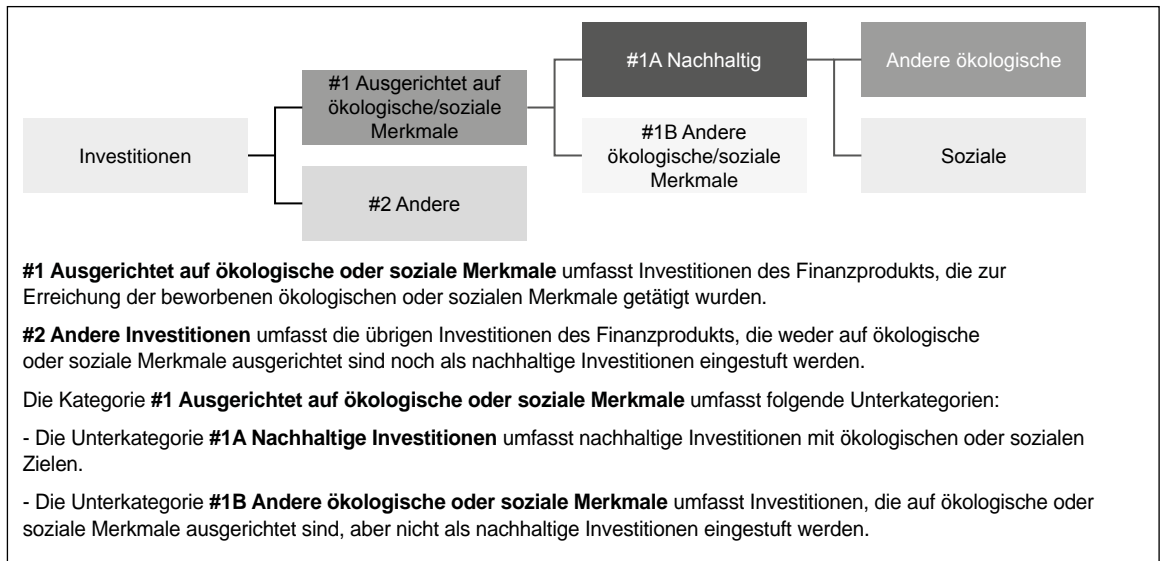 Investitionen
#1 Ausgerichtet auf
ökologische/soziale
Merkmale
#2 Andere
#1A Nachhaltig
#1B Andere
ökologische/soziale
Merkmale
Andere ökologische
Soziale
#1 Ausgerichtet auf ökologische oder soziale Merkmale umfasst Investitionen des Finanzprodukts, die zur
Erreichung der beworbenen ökologischen oder sozialen Merkmale getätigt wurden.
#2 Andere Investitionen umfasst die übrigen Investitionen des Finanzprodukts, die weder auf ökologische
oder soziale Merkmale ausgerichtet sind noch als nachhaltige Investitionen eingestuft werden.
Die Kategorie #1 Ausgerichtet auf ökologische oder soziale Merkmale umfasst folgende Unterkategorien:
- Die Unterkategorie #1A Nachhaltige Investitionen umfasst nachhaltige Investitionen mit ökologischen oder sozialen
Zielen.
- Die Unterkategorie #1B Andere ökologische oder soziale Merkmale umfasst Investitionen, die auf ökologische oder
soziale Merkmale ausgerichtet sind, aber nicht als nachhaltige Investitionen eingestuft werden.